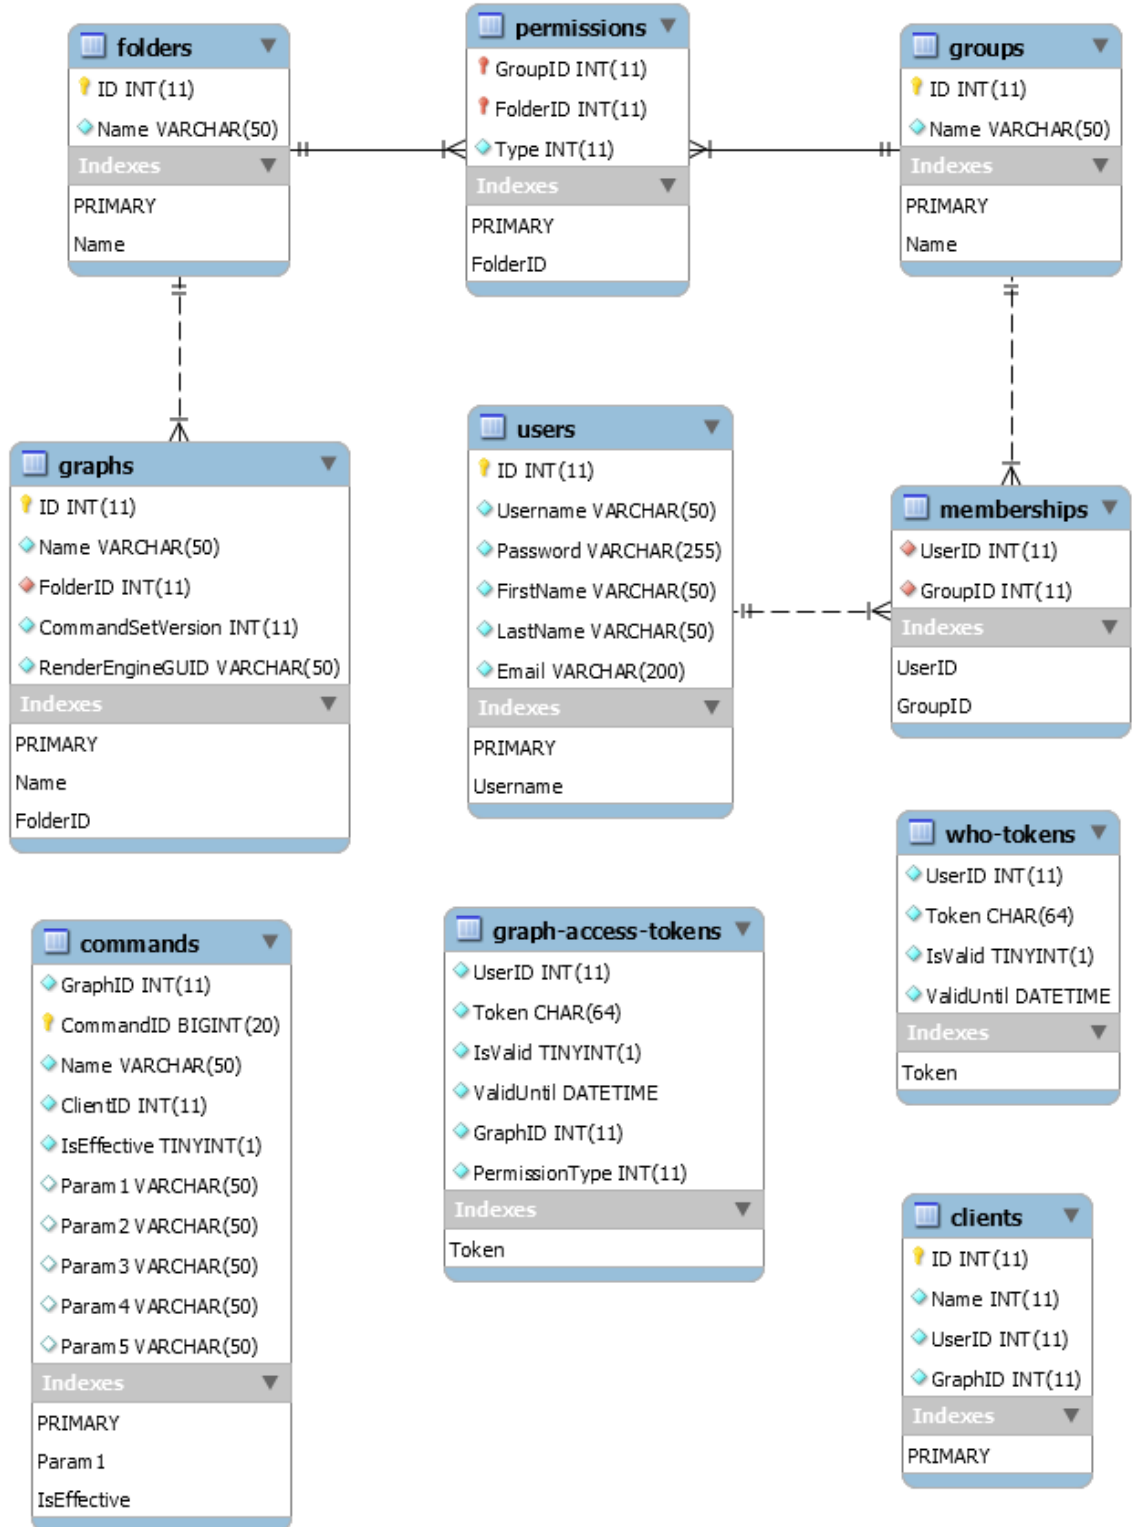 folders
ID INT(11)
Name VARCHAR(50)
Indexes
PRIMARY
Name
permissions
GroupID INT(11)
FolderID INT(11)
Type INT(11)
Indexes
PRIMARY
FolderID
groups
ID INT(11)
Name VARCHAR(50)
Indexes
PRIMARY
Name
graphs
ID INT(11)
Name VARCHAR(50)
FolderID INT(11)
CommandSetVersion INT(11)
RenderEngineGUID VARCHAR(50)
Indexes
PRIMARY
Name
FolderID
users
ID INT(11)
Username VARCHAR(50)
Password VARCHAR(255)
FirstName VARCHAR(50)
LastName VARCHAR(50)
Email VARCHAR(200)
Indexes
PRIMARY
Username
memberships
UserID INT(11)
GroupID INT(11)
Indexes
UserID
GroupID
who-tokens
UserID INT(11)
Token CHAR(64)
IsValid TINYINT(1)
ValidUntil DATETIME
Indexes
Token
commands
GraphID INT(11)
CommandID BIGINT(20)
Name VARCHAR(50)
ClientID INT(11)
IsEffective TINYINT(1)
Param1 VARCHAR(50)
Param2 VARCHAR(50)
Param3 VARCHAR(50)
Param4 VARCHAR(50)
Param5 VARCHAR(50)
Indexes
PRIMARY
Param1
IsEffective
graph-access-tokens
UserID INT(11)
Token CHAR(64)
IsValid TINYINT(1)
ValidUntil DATETIME
GraphID INT(11)
PermissionType INT(11)
Indexes
Token
clients
ID INT(11)
Name INT(11)
UserID INT(11)
GraphID INT(11)
Indexes
PRIMARY